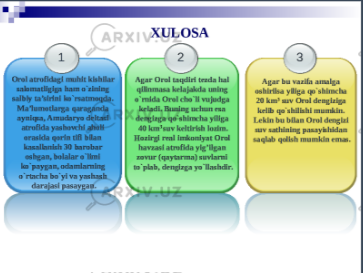 XULOSA
1
Orol atrofidagi muhit kishilar
salomatligiga ham o`zining
salbiy ta'sirini ko`rsatmoqda.
Ma'lumotlarga qaraganda
ayniqsa, Amudaryo deltasi
atrofida yashovchi aholi
orasida qorin tifi bilan
kasallanish 30 barobar
oshgan, bolalar o`limi
ko`paygan, odamlarning
o`rtacha bo`yi va yashash
darajasi pasaygan.
2
Agar Orol taqdiri tezda hal
qilinmasa kelajakda uning
o`rnida Orol cho`li vujudga
keladi. Buning uchun esa
dengizga qo`shimcha yiliga
40 km³suv keltirish lozim.
Hozirgi real imkoniyat Orol
havzasi atrofida yig'ilgan
zovur (qaytarma) suvlarni
to`plab, dengizga yo`llashdir.
3
Agar bu vazifa amalga
oshirilsa yiliga qo`shimcha
20 km³ suv Orol dengiziga
kelib qo`shilishi mumkin.
Lekin bu bilan Orol dengizi
suv sathining pasayishidan
saqlab qolish mumkin emas.
ARXIV.UZ